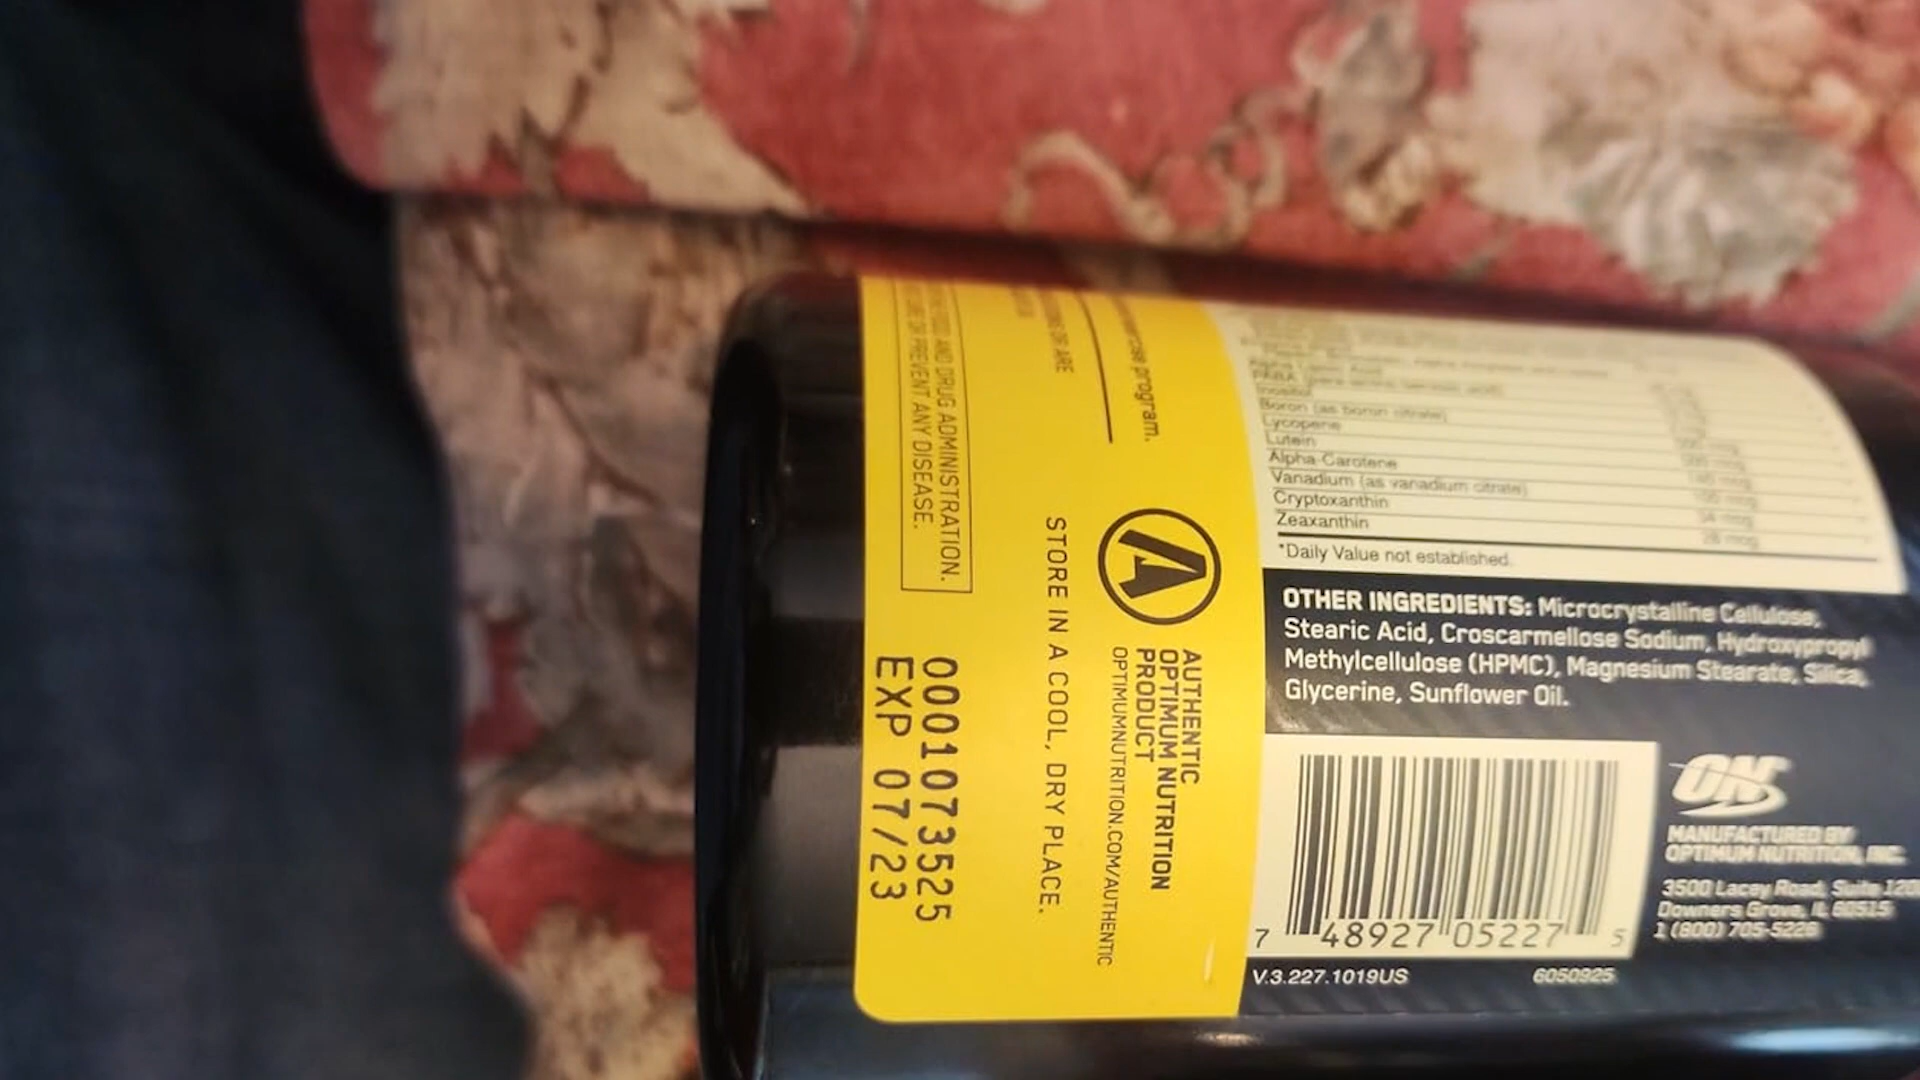 PABA
Inositol
Boron (as boron citrate)
Lycopene
Lutein
Alpha-Carotene
Vanadium (as vanadium citrate)
Cryptoxanthin
Zeaxanthin
*Daily Value not established.
OTHER INGREDIENTS: Microcrystalline Cellulose,
Stearic Acid, Croscarmellose Sodium, Hydroxypropyl
Methylcellulose (HPMC), Magnesium Stearate, Silica,
Glycerine, Sunflower Oil.
7 48927 05227 5
V.3.227.1019US 6050925
ON
MANUFACTURED BY
OPTIMUM NUTRITION, INC.
3500 Lacey Road, Suite 1200
Downers Grove, IL 60515
1 (800) 705-5226
program.
OR ARE
AND DRUG ADMINISTRATION.
OR PREVENT ANY DISEASE.
A
AUTHENTIC
OPTIMUM NUTRITION
PRODUCT
OPTIMUMNUTRITION.COM/AUTHENTIC
STORE IN A COOL, DRY PLACE.
0001073525
EXP 07/23